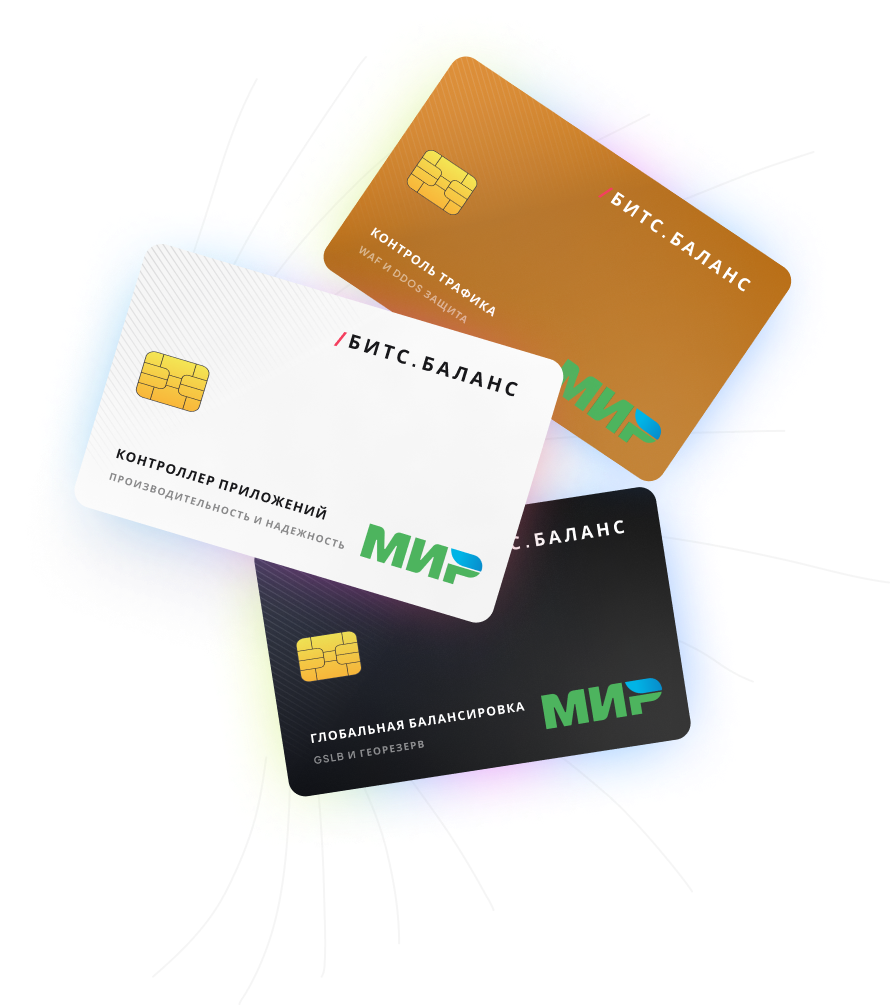 /БИТС.БАЛАНС
КОНТРОЛЬ ТРАФИКА
WAF И DDOS ЗАЩИТА
МИР
/БИТС.БАЛАНС
КОНТРОЛЛЕР ПРИЛОЖЕНИЙ
ПРОИЗВОДИТЕЛЬНОСТЬ И НАДЕЖНОСТЬ
МИР
С.БАЛАНС
ГЛОБАЛЬНАЯ БАЛАНСИРОВКА
GSLB И ГЕОРЕЗЕРВ
МИР